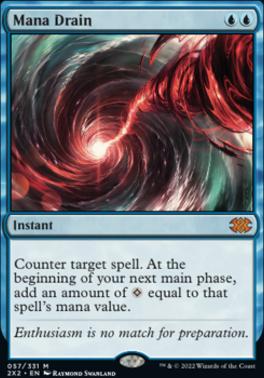 Mana Drain
Instant
Counter target spell. At the
beginning of your next main phase,
add an amount of equal to that
spell's mana value.
Enthusiasm is no match for preparation.
057/331 M
2X2 • EN RAYMOND SWANLAND
™ & © 2022 Wizards of the Coast